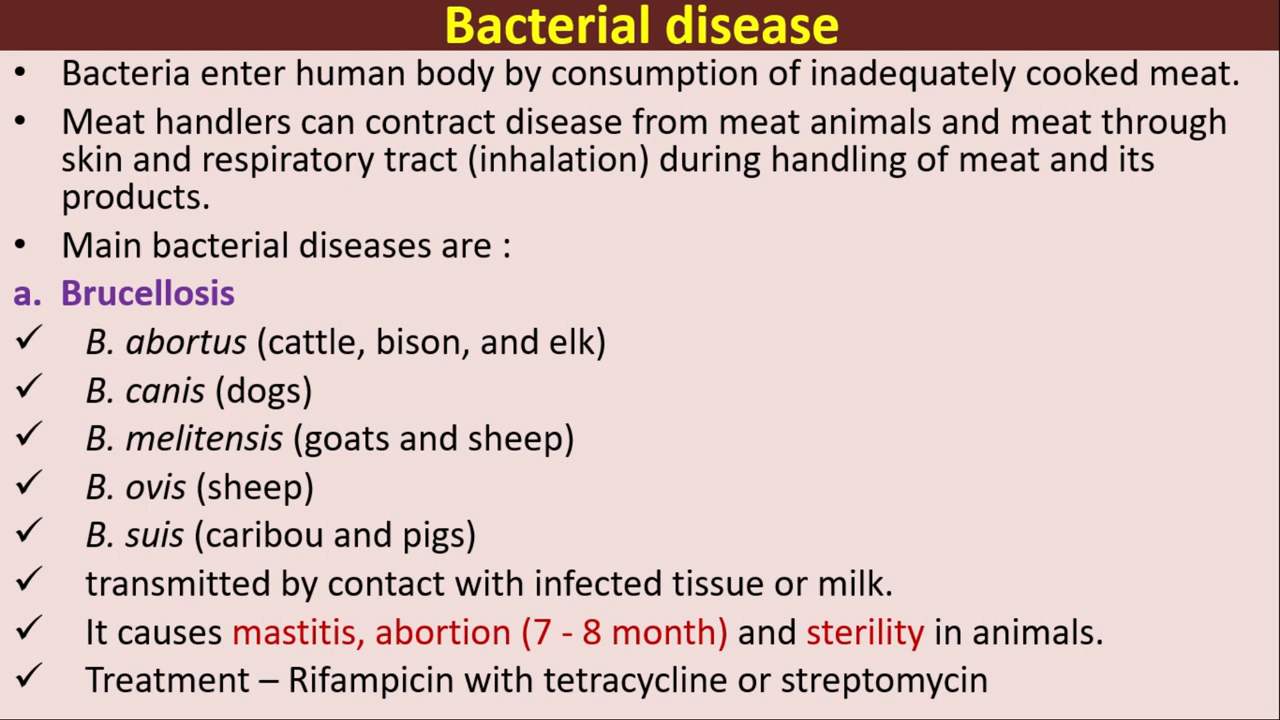 Bacterial disease
• Bacteria enter human body by consumption of inadequately cooked meat.
• Meat handlers can contract disease from meat animals and meat through
skin and respiratory tract (inhalation) during handling of meat and its
products.
• Main bacterial diseases are :
a. Brucellosis
✓ B. abortus (cattle, bison, and elk)
✓ B. canis (dogs)
✓ B. melitensis (goats and sheep)
✓ B. ovis (sheep)
✓ B. suis (caribou and pigs)
✓ transmitted by contact with infected tissue or milk.
✓ It causes mastitis, abortion (7 - 8 month) and sterility in animals.
✓ Treatment – Rifampicin with tetracycline or streptomycin